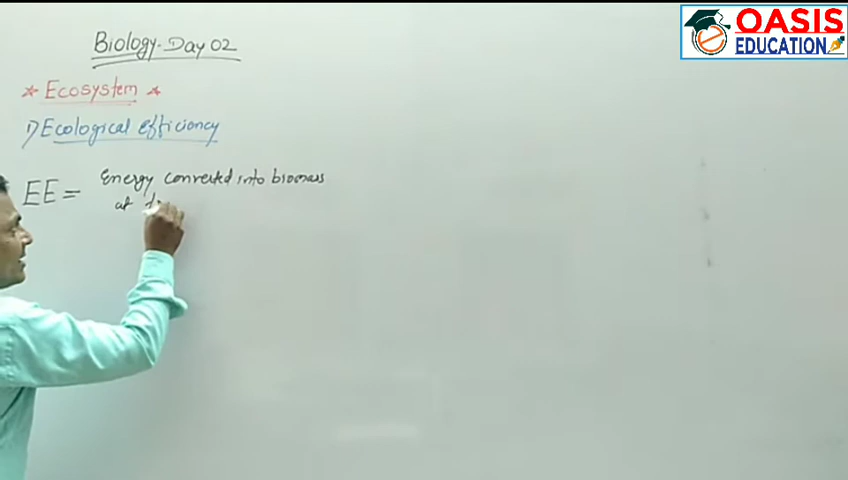 OASIS
EDUCATION
Biology-Day 02
Ecosystem
1) Ecological efficiency
EE = Energy converted into biomass
at